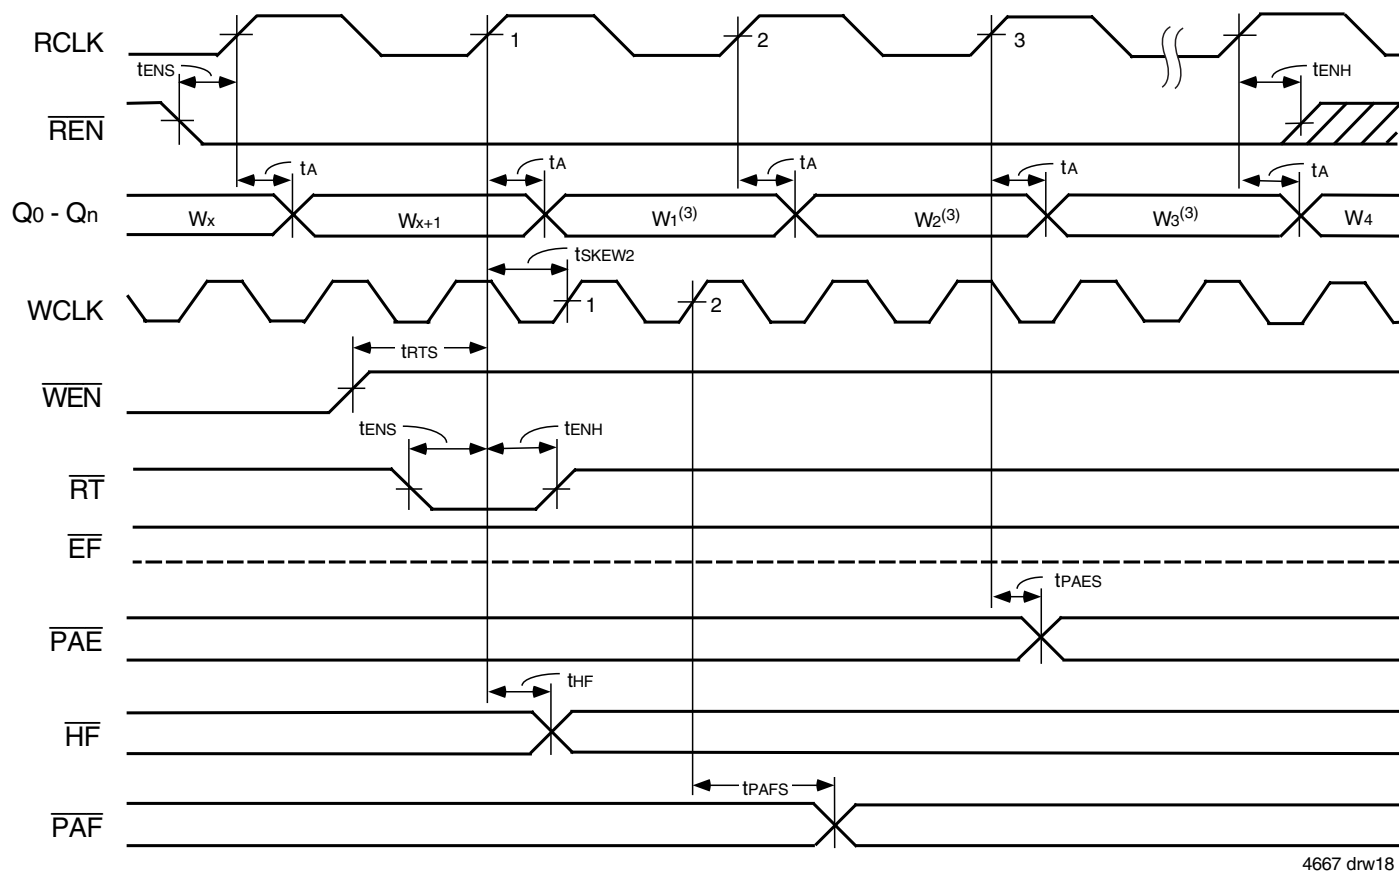 RCLK 1 2 3
tENS tENH
REN
tA tA tA tA tA
Q0 - Qn Wx Wx+1 W1(3) W2(3) W3(3) W4
tSKEW2
WCLK 1 2
tRTS
WEN
tENS tENH
RT
EF
tPAES
PAE
tHF
HF
tPAFS
PAF
4667 drw18